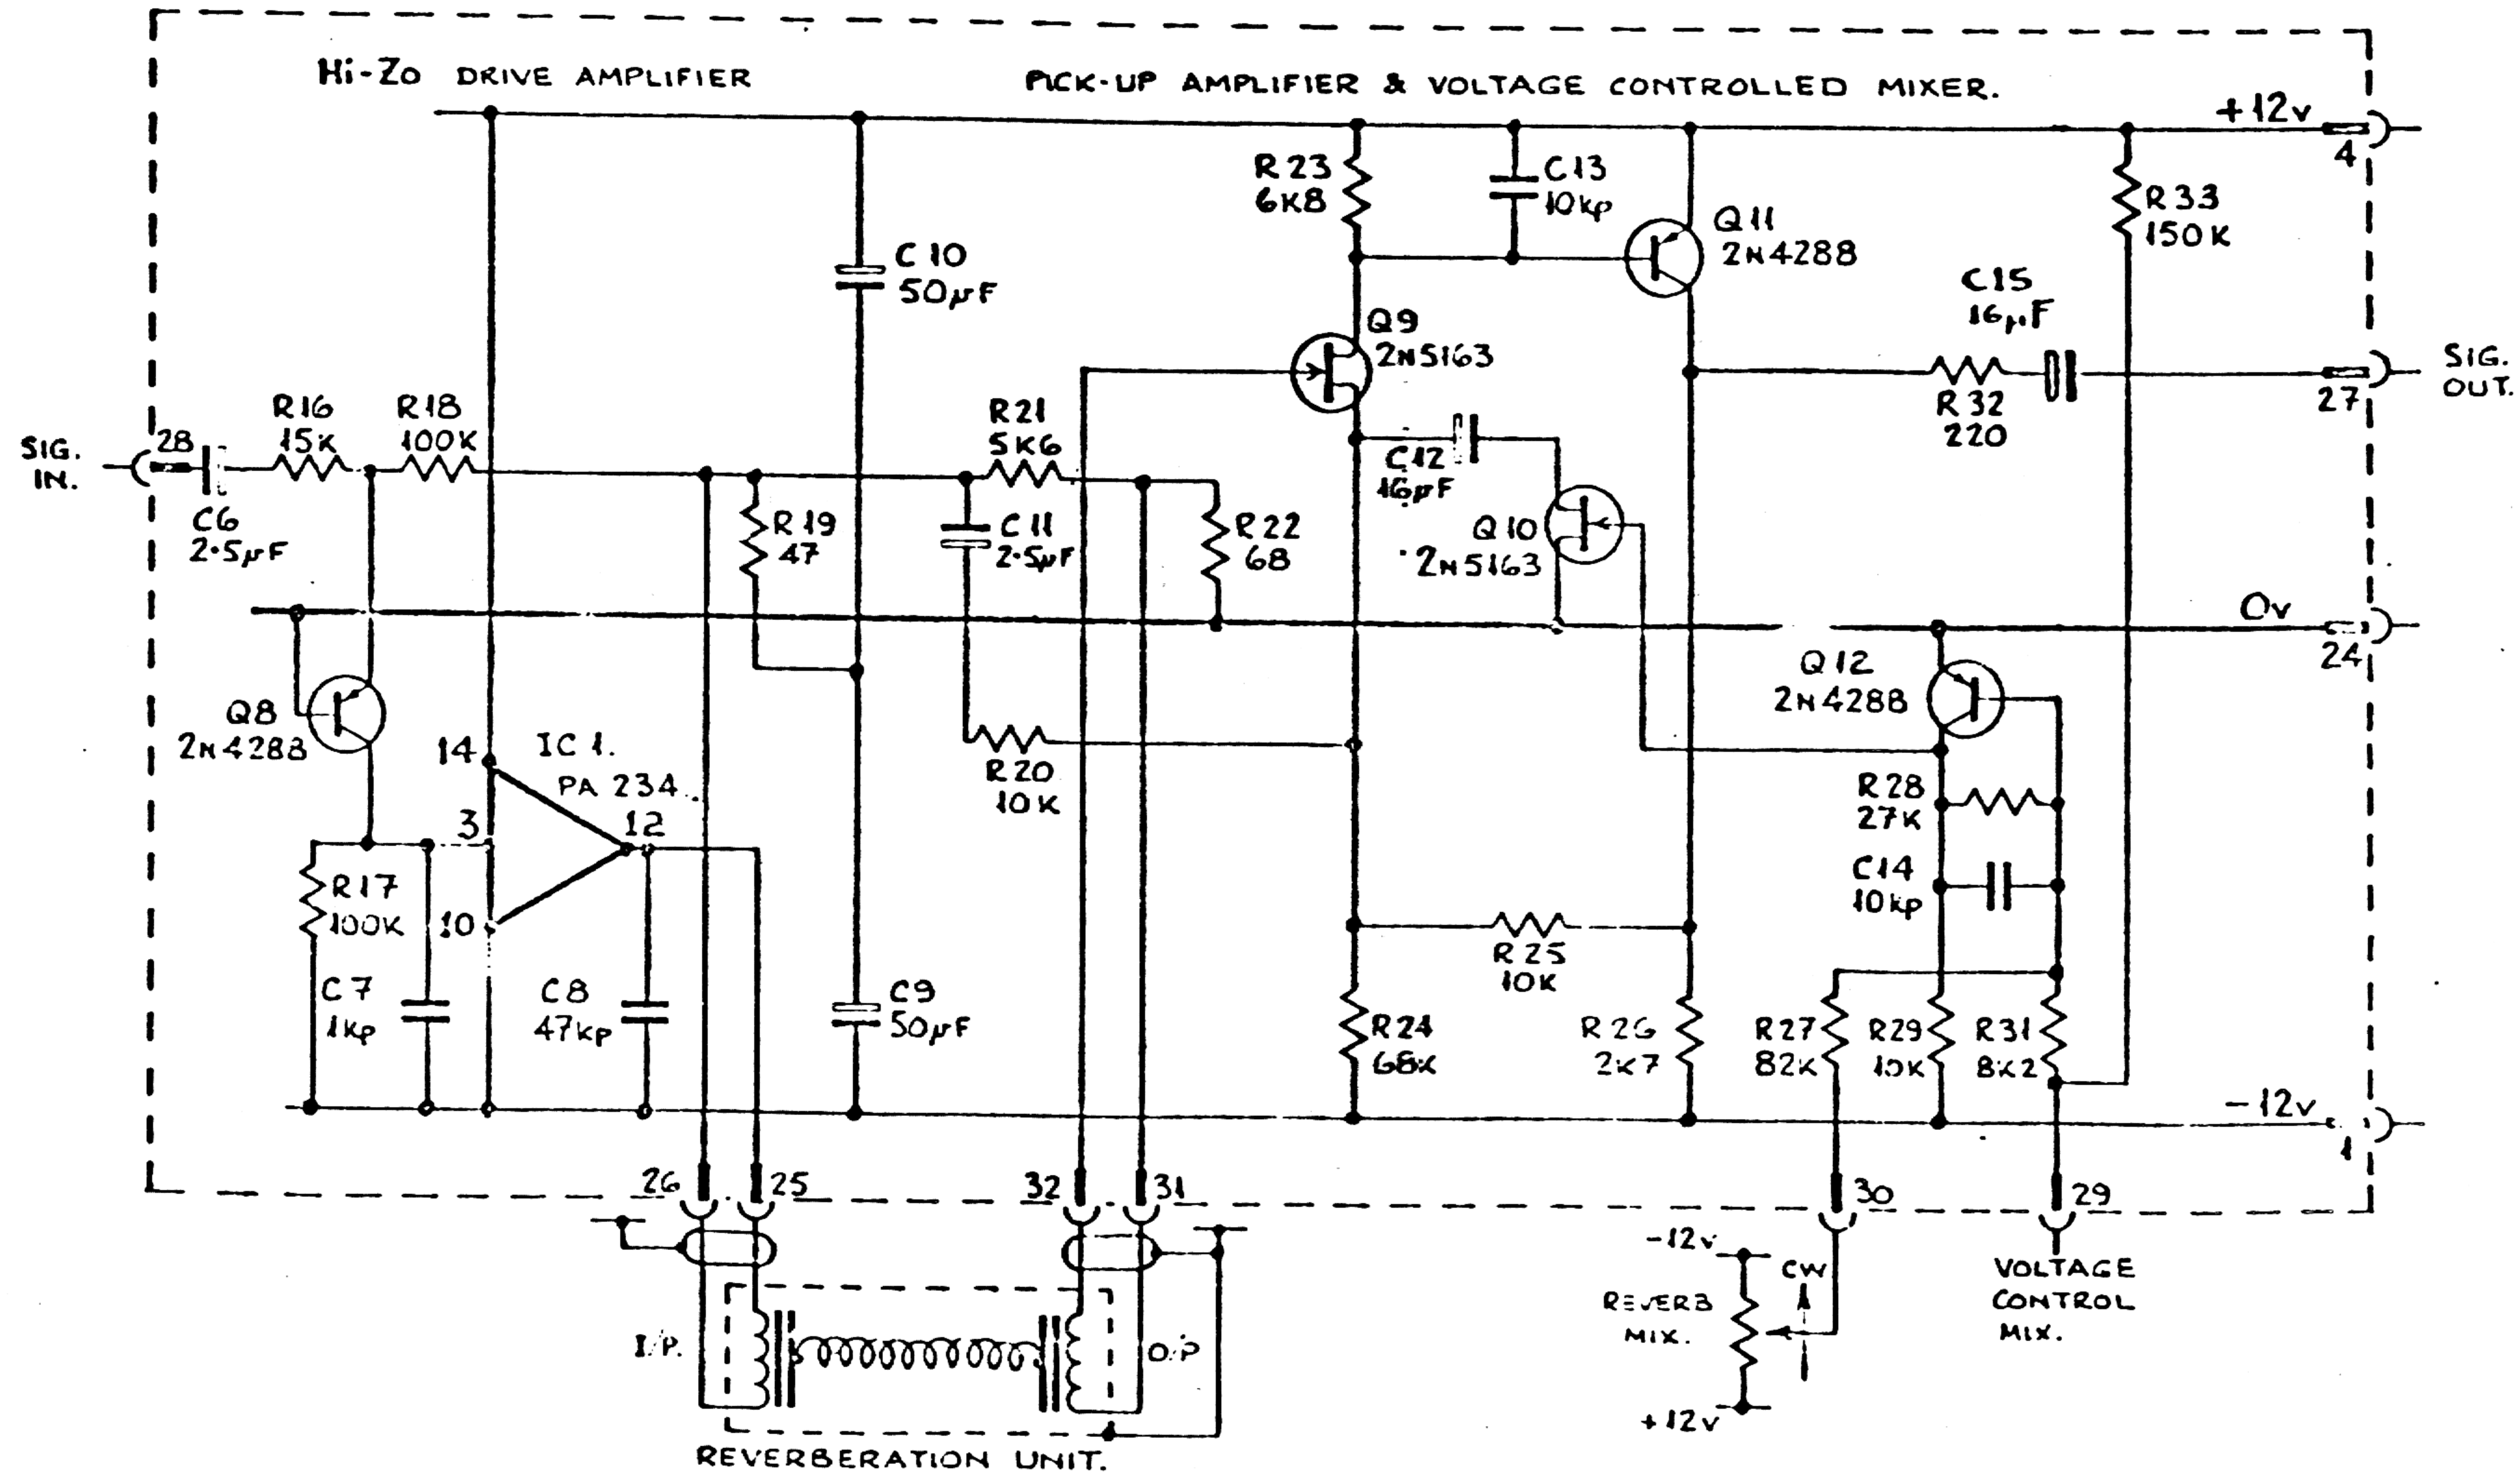 Hi-Zo DRIVE AMPLIFIER
PICK-UP AMPLIFIER & VOLTAGE CONTROLLED MIXER.
+12v
4
R23
6K8
C13
10kp
Q11
2N4288
R33
150K
C10
50µF
C15
16µF
Q9
2N5163
SIG.
OUT.
27
R32
220
SIG.
IN.
28
R16
15K
R18
100K
C6
2.5µF
R19
47
R21
5K6
C11
2.5µF
R22
68
C12
16µF
Q10
2N5163
0v
24
Q8
2N4288
14
IC1.
PA 234.
3
12
10
R20
10K
Q12
2N4288
R28
27K
C14
10kp
R17
100K
C7
1kp
C8
47kp
C9
50µF
R25
10K
R24
68K
R26
2K7
R27
82K
R29
10K
R31
8K2
-12v
1
26
25
32
31
30
29
I/P.
O/P
REVERBERATION UNIT.
-12v
CW
REVERB
MIX.
+12v
VOLTAGE
CONTROL
MIX.